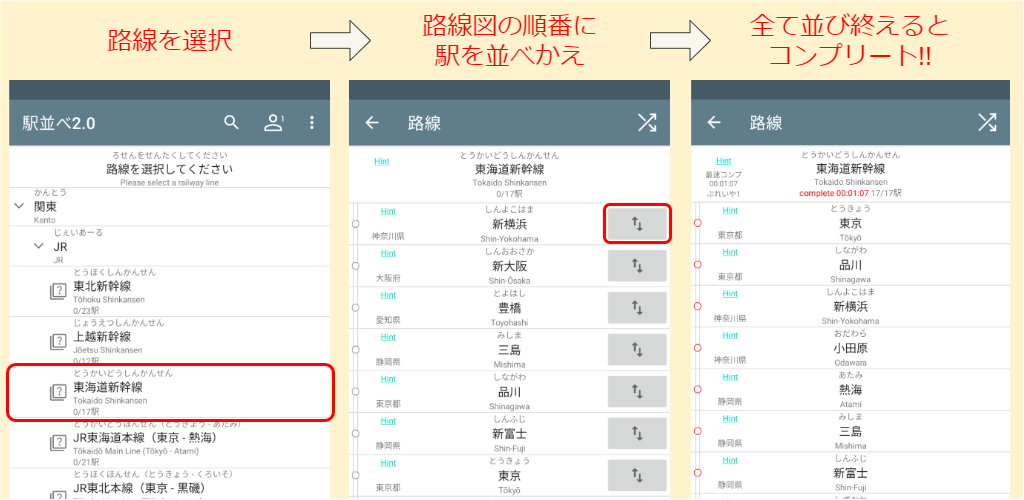 路線を選択
路線図の順番に
駅を並べかえ
全て並び終えると
コンプリート!!
駅並べ2.0
1
ろせんをせんたくしてください
路線を選択してください
Please select a railway line
かんとう
関東
Kanto
じぇいあーる
JR
JR
とうほくしんかんせん
東北新幹線
Tōhoku Shinkansen
0/23駅
じょうえつしんかんせん
上越新幹線
Jōetsu Shinkansen
0/12駅
とうかいどうしんかんせん
東海道新幹線
Tokaido Shinkansen
0/17駅
とうかいどうほんせん（とうきょう - あたみ）
JR東海道本線（東京 - 熱海）
Tōkaidō Main Line (Tōkyō - Atami)
0/21駅
とうほくほんせん（とうきょう - くろいそ）
JR東北本線（東京 - 黒磯）
路線
Hint
とうかいどうしんかんせん
東海道新幹線
Tokaido Shinkansen
0/17駅
Hint
しんよこはま
新横浜
神奈川県
Shin-Yokohama
Hint
しんおおさか
新大阪
大阪府
Shin-Ōsaka
Hint
とよはし
豊橋
愛知県
Toyohashi
Hint
みしま
三島
静岡県
Mishima
Hint
しながわ
品川
東京都
Shinagawa
Hint
しんふじ
新富士
静岡県
Shin-Fuji
Hint
とうきょう
東京
東京都
Tōkyō
路線
Hint
最速コンプ
00:01:07
ぷれいや1
とうかいどうしんかんせん
東海道新幹線
Tokaido Shinkansen
complete 00:01:07 17/17駅
Hint
とうきょう
東京
東京都
Tōkyō
Hint
しながわ
品川
東京都
Shinagawa
Hint
しんよこはま
新横浜
神奈川県
Shin-Yokohama
Hint
おだわら
小田原
神奈川県
Odawara
Hint
あたみ
熱海
静岡県
Atami
Hint
みしま
三島
静岡県
Mishima
Hint
しんふじ
新富士
静岡県
Shin-Fuji